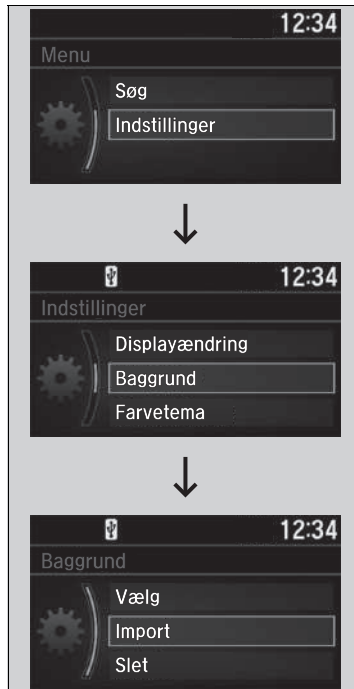 12:34
Menu
Søg
Indstillinger
12:34
Indstillinger
Displayændring
Baggrund
Farvetema
12:34
Baggrund
Vælg
Import
Slet